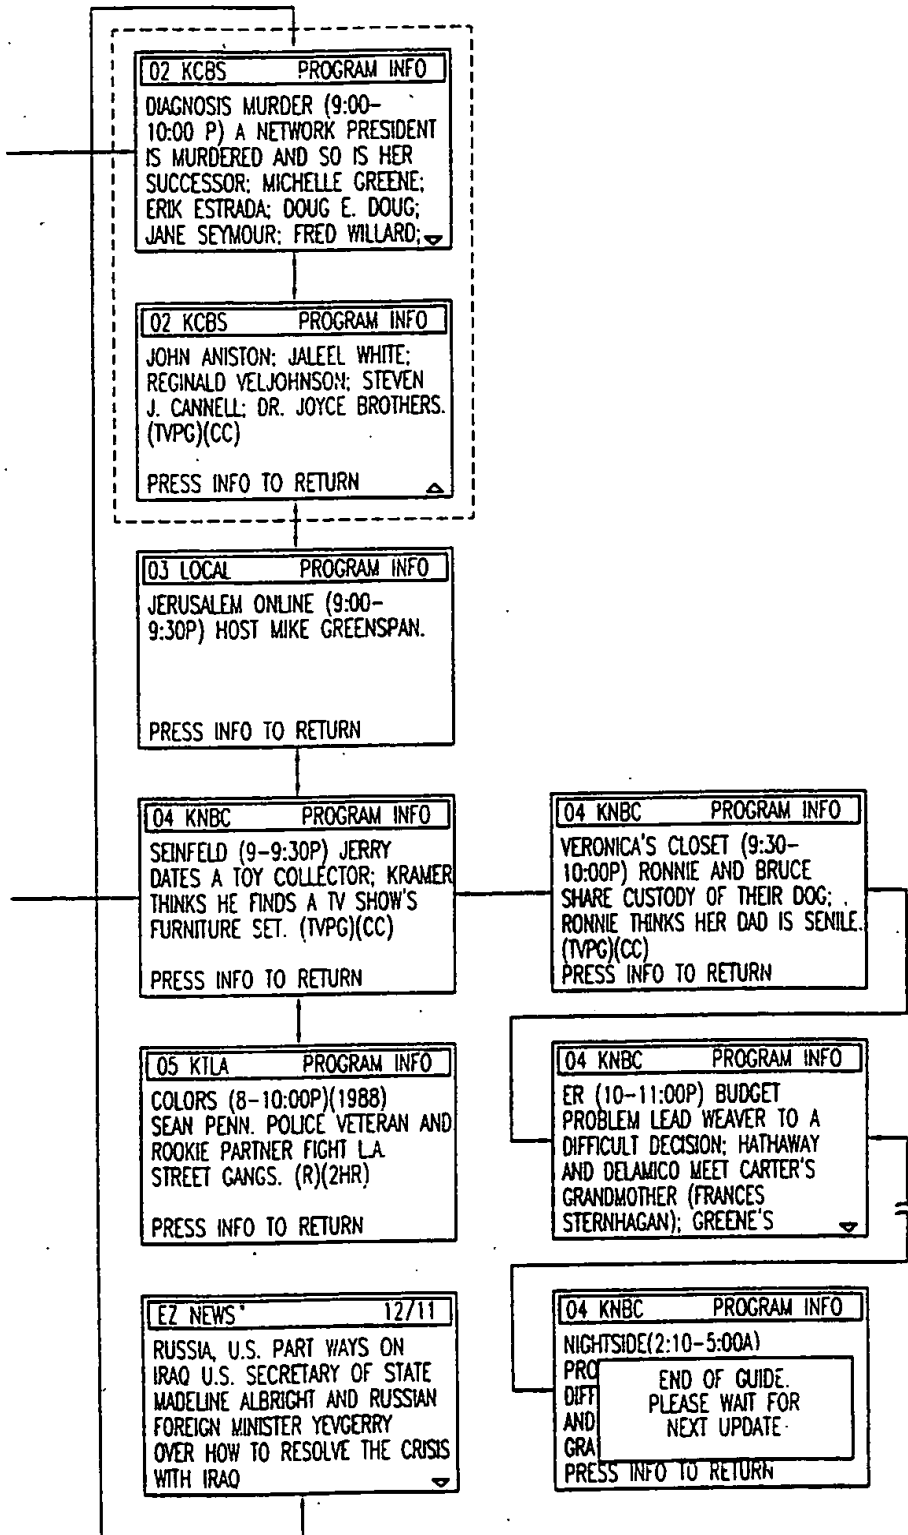 02 KCBS PROGRAM INFO
DIAGNOSIS MURDER (9:00-
10:00 P) A NETWORK PRESIDENT
IS MURDERED AND SO IS HER
SUCCESSOR; MICHELLE GREENE;
ERIK ESTRADA; DOUG E. DOUG;
JANE SEYMOUR; FRED WILLARD;
02 KCBS PROGRAM INFO
JOHN ANISTON; JALEEL WHITE;
REGINALD VELJOHNSON; STEVEN
J. CANNELL; DR. JOYCE BROTHERS.
(TVPG)(CC)
PRESS INFO TO RETURN
03 LOCAL PROGRAM INFO
JERUSALEM ONLINE (9:00-
9:30P) HOST MIKE GREENSPAN.
PRESS INFO TO RETURN
04 KNBC PROGRAM INFO
SEINFELD (9-9:30P) JERRY
DATES A TOY COLLECTOR; KRAMER
THINKS HE FINDS A TV SHOW'S
FURNITURE SET. (TVPG)(CC)
PRESS INFO TO RETURN
04 KNBC PROGRAM INFO
VERONICA'S CLOSET (9:30-
10:00P) RONNIE AND BRUCE
SHARE CUSTODY OF THEIR DOG;
RONNIE THINKS HER DAD IS SENILE.
(TVPG)(CC)
PRESS INFO TO RETURN
05 KTLA PROGRAM INFO
COLORS (8-10:00P)(1988)
SEAN PENN. POLICE VETERAN AND
ROOKIE PARTNER FIGHT L.A.
STREET GANGS. (R)(2HR)
PRESS INFO TO RETURN
04 KNBC PROGRAM INFO
ER (10-11:00P) BUDGET
PROBLEM LEAD WEAVER TO A
DIFFICULT DECISION; HATHAWAY
AND DELAMICO MEET CARTER'S
GRANDMOTHER (FRANCES
STERNHAGAN); GREENE'S
EZ NEWS 12/11
RUSSIA, U.S. PART WAYS ON
IRAQ U.S. SECRETARY OF STATE
MADELINE ALBRIGHT AND RUSSIAN
FOREIGN MINISTER YEVGERRY
OVER HOW TO RESOLVE THE CRISIS
WITH IRAQ
04 KNBC PROGRAM INFO
NIGHTSIDE(2:10-5:00A)
PRO
DIFF
AND
GRA
END OF GUIDE.
PLEASE WAIT FOR
NEXT UPDATE
PRESS INFO TO RETURN